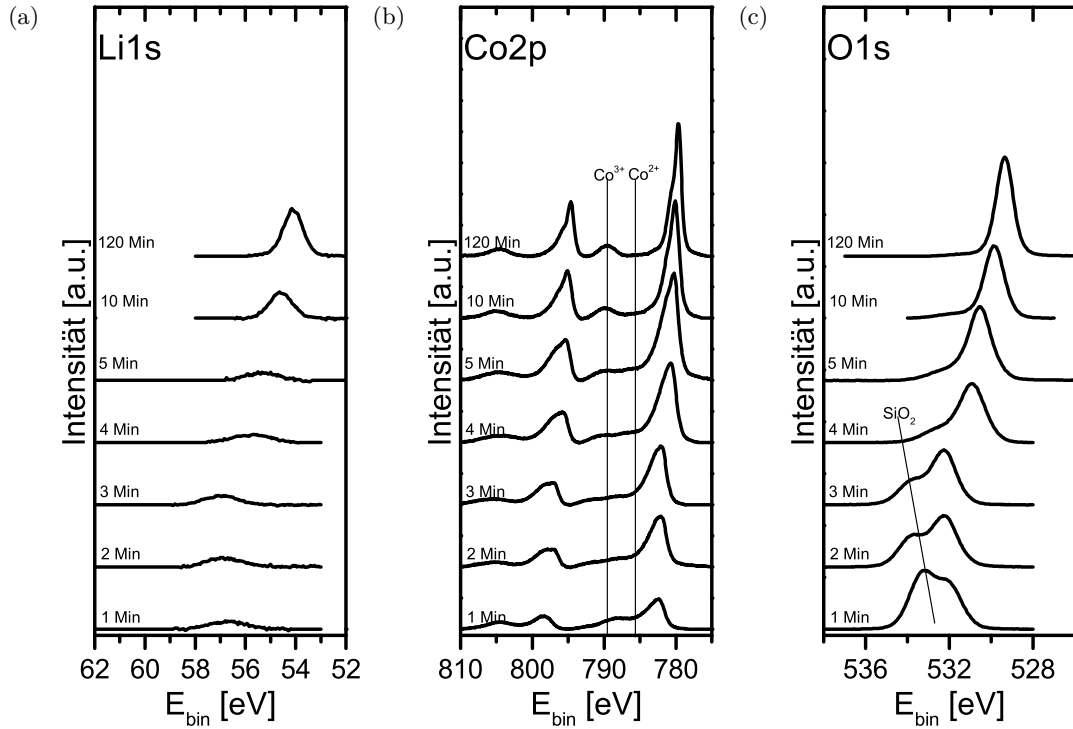 (a)
Li1s
120 Min
10 Min
5 Min
4 Min
3 Min
2 Min
1 Min
Intensität [a.u.]
62 60 58 56 54 52
E_bin [eV]
(b)
Co2p
Co³⁺ Co²⁺
120 Min
10 Min
5 Min
4 Min
3 Min
2 Min
1 Min
Intensität [a.u.]
810 800 790 780
E_bin [eV]
(c)
O1s
120 Min
10 Min
5 Min
4 Min
SiO₂
3 Min
2 Min
1 Min
Intensität [a.u.]
536 532 528
E_bin [eV]